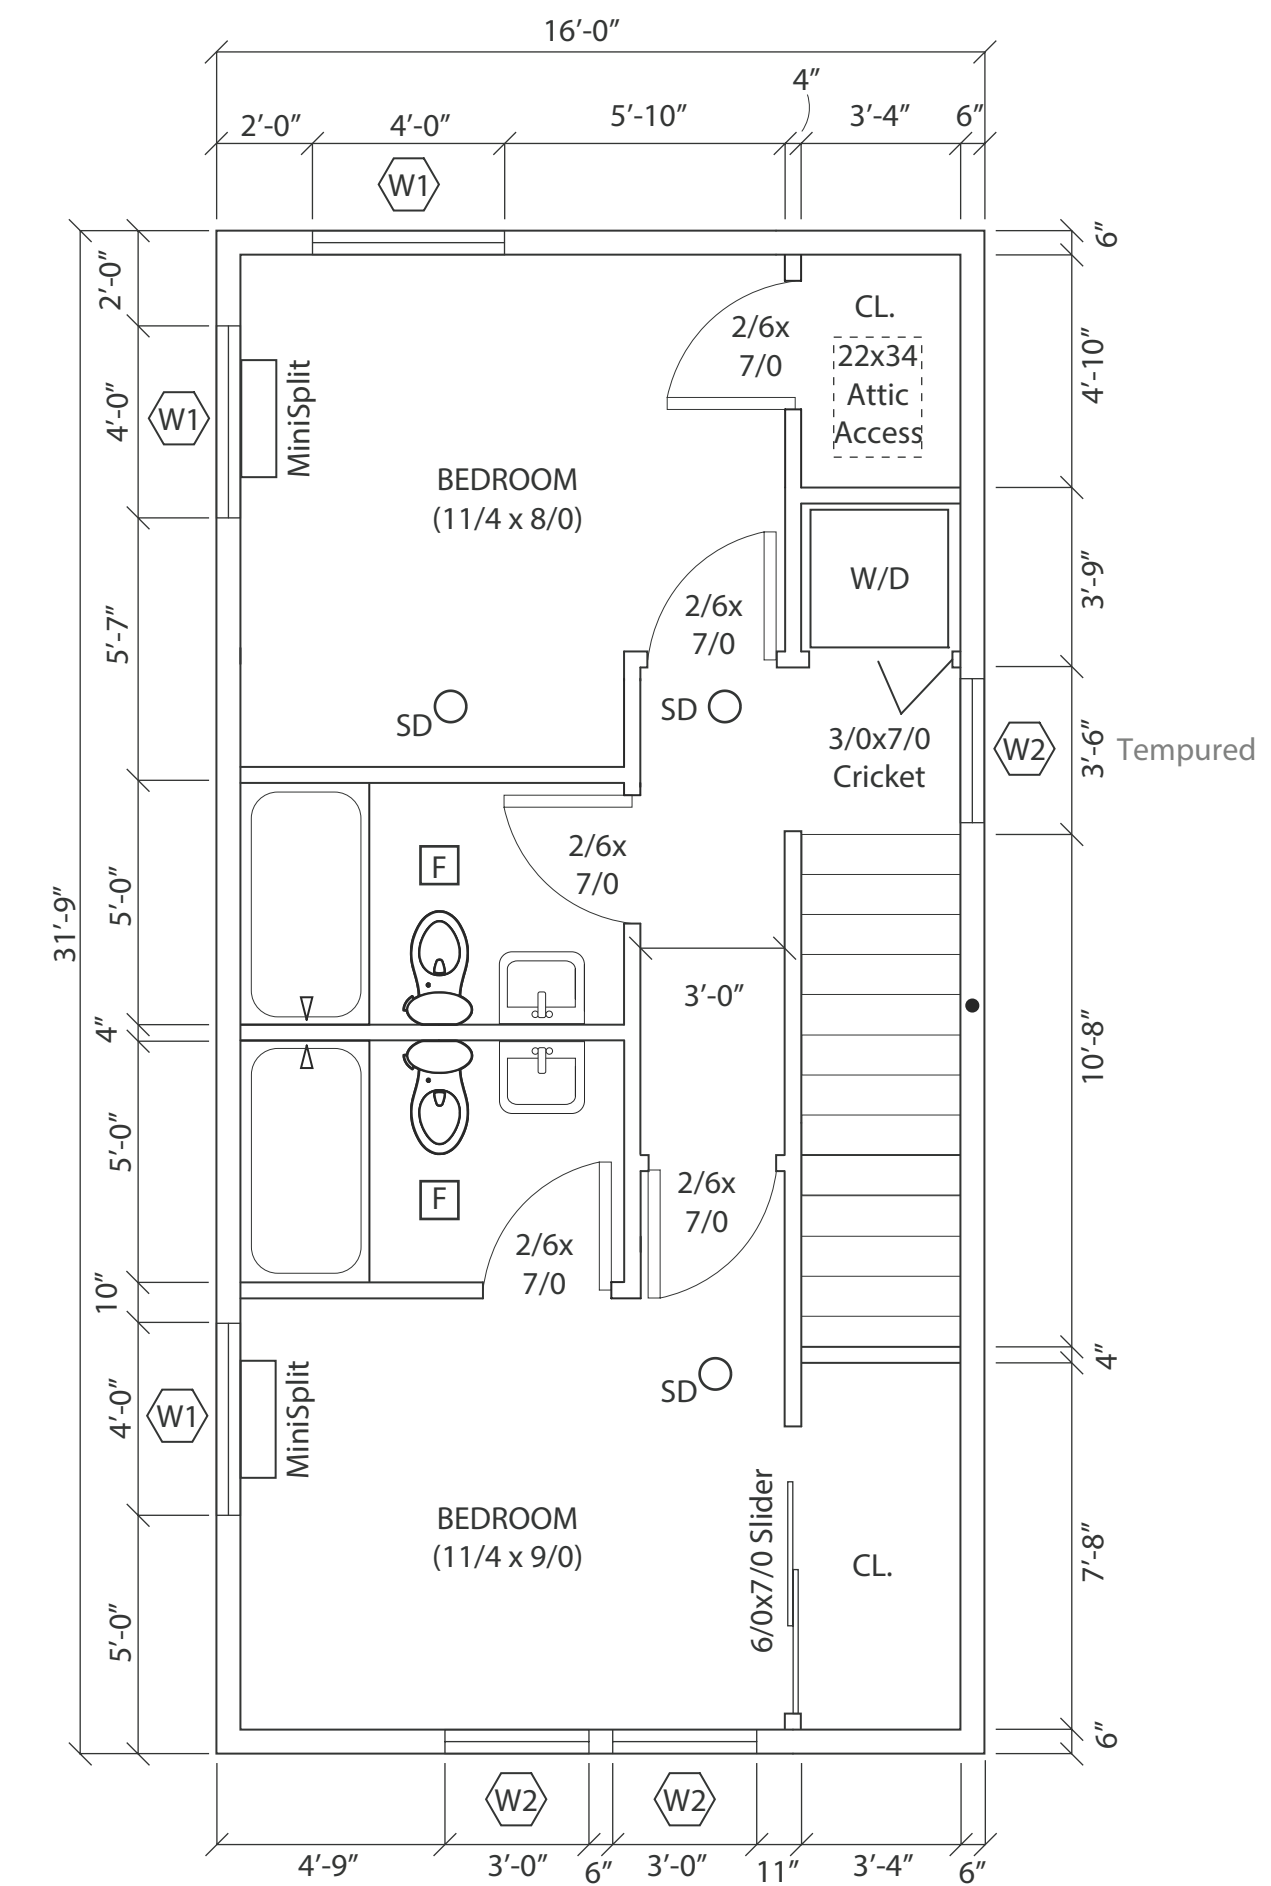 16’-0”
4”
2’-0”
4’-0”
5’-10”
3’-4”
6”
W1
6”
2’-0”
CL.
2/6x
7/0
22x34
Attic
Access
4’-10”
4’-0”
W1
MiniSplit
BEDROOM
(11/4 x 8/0)
W/D
3’-9”
5’-7”
2/6x
7/0
SD
SD
3/0x7/0
Cricket
W2
3’-6”
Tempured
31’-9”
5’-0”
F
2/6x
7/0
3’-0”
4”
10’-8”
5’-0”
F
2/6x
7/0
2/6x
7/0
10”
4”
4’-0”
W1
MiniSplit
SD
BEDROOM
(11/4 x 9/0)
6/0x7/0 Slider
CL.
7’-8”
5’-0”
6”
W2
W2
4’-9”
3’-0”
6”
3’-0”
11”
3’-4”
6”